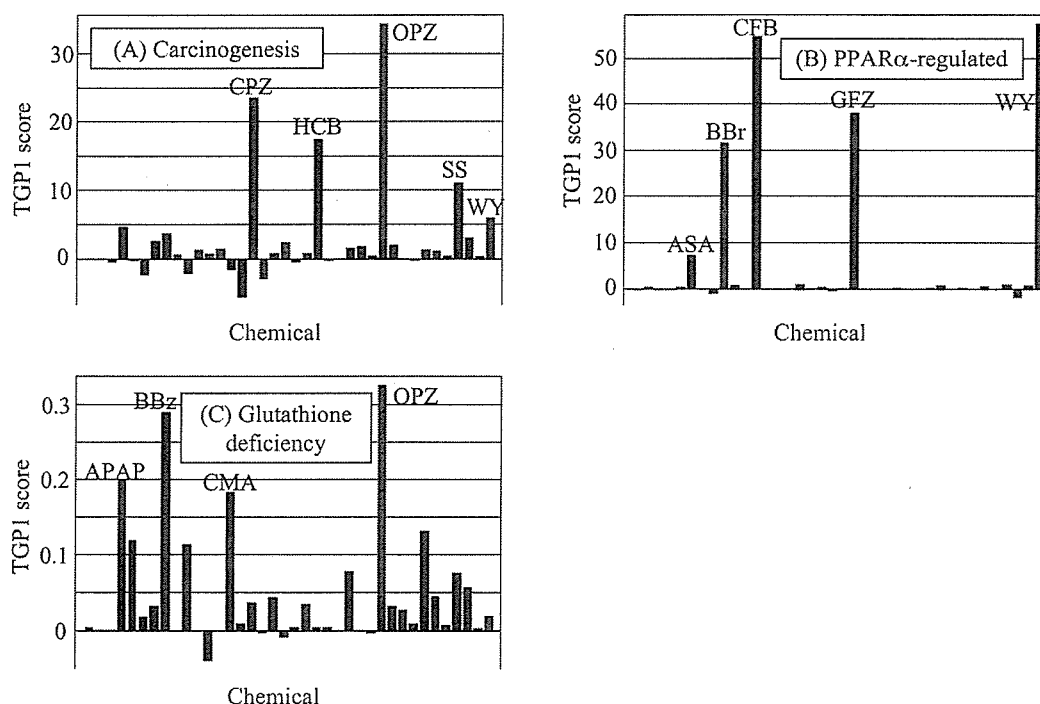 (A) Carcinogenesis
OPZ
CPZ
HCB
SS
WY
30
20
10
0
TGP1 score
Chemical
(B) PPARα-regulated
CFB
GFZ
WY
BBr
ASA
50
40
30
20
10
0
TGP1 score
Chemical
(C) Glutathione
deficiency
BBz
OPZ
APAP
CMA
0.3
0.2
0.1
0
TGP1 score
Chemical